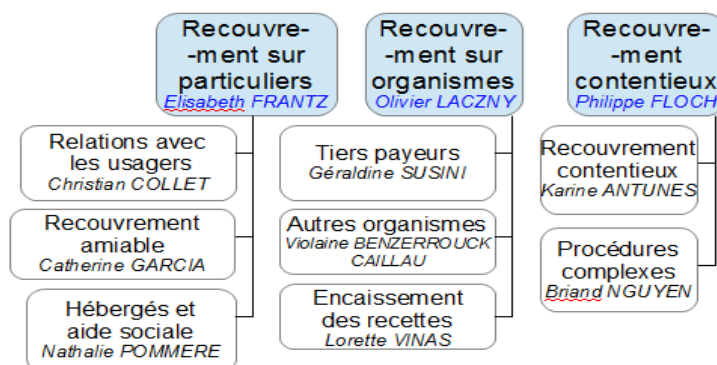 Recouvre-
-ment sur
particuliers
Elisabeth FRANTZ
Relations avec
les usagers
Christian COLLET
Recouvrement
amiable
Catherine GARCIA
Hébergés et
aide sociale
Nathalie POMMERE
Recouvre-
-ment sur
organismes
Olivier LACZNY
Tiers payeurs
Géraldine SUSINI
Autres organismes
Violaine BENZERROUCK
CAILLAU
Encaissement
des recettes
Lorette VINAS
Recouvre-
-ment
contentieux
Philippe FLOCH
Recouvrement
contentieux
Karine ANTUNES
Procédures
complexes
Briand NGUYEN